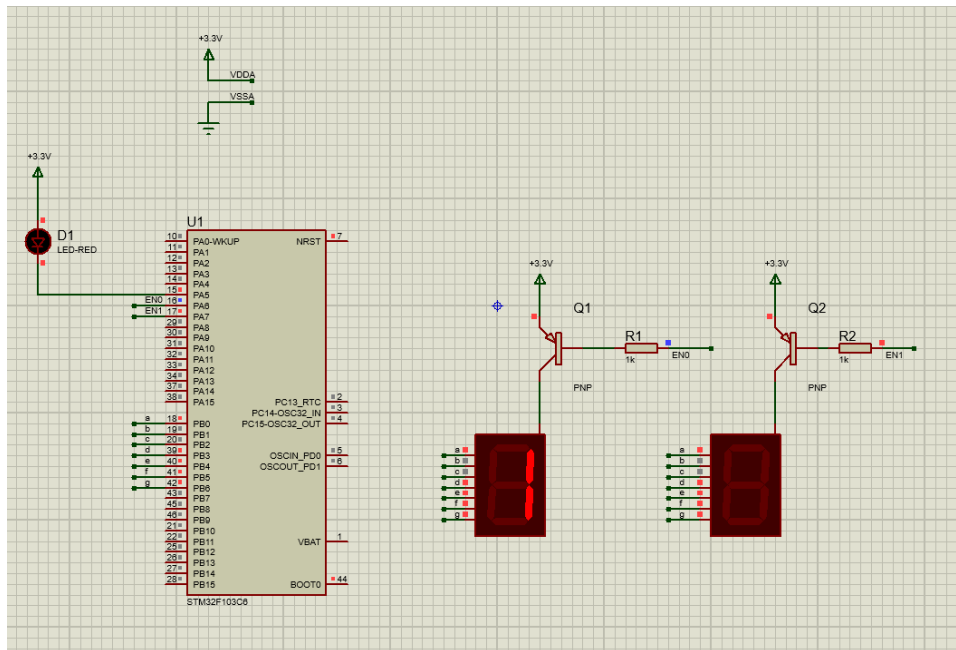 +3.3V
VDDA
VSSA
+3.3V
D1
LED-RED
U1
10 PA0-WKUP NRST 7
11 PA1
12 PA2
13 PA3
14 PA4
15 PA5
EN0 16 PA6
EN1 17 PA7
29 PA8
30 PA9
31 PA10
32 PA11
33 PA12
34 PA13
37 PA14
38 PA15
PC13_RTC 2
PC14-OSC32_IN 3
PC15-OSC32_OUT 4
a 18 PB0
b 19 PB1
c 20 PB2
d 39 PB3 OSCIN_PD0 5
e 40 PB4 OSCOUT_PD1 6
f 41 PB5
g 42 PB6
43 PB7
45 PB8
46 PB9
21 PB10
22 PB11 VBAT 1
25 PB12
26 PB13
27 PB14
28 PB15 BOOT0 44
STM32F103C6
+3.3V
Q1
PNP
R1
1k
EN0
a
b
c
d
e
f
g
1
+3.3V
Q2
PNP
R2
1k
EN1
a
b
c
d
e
f
g